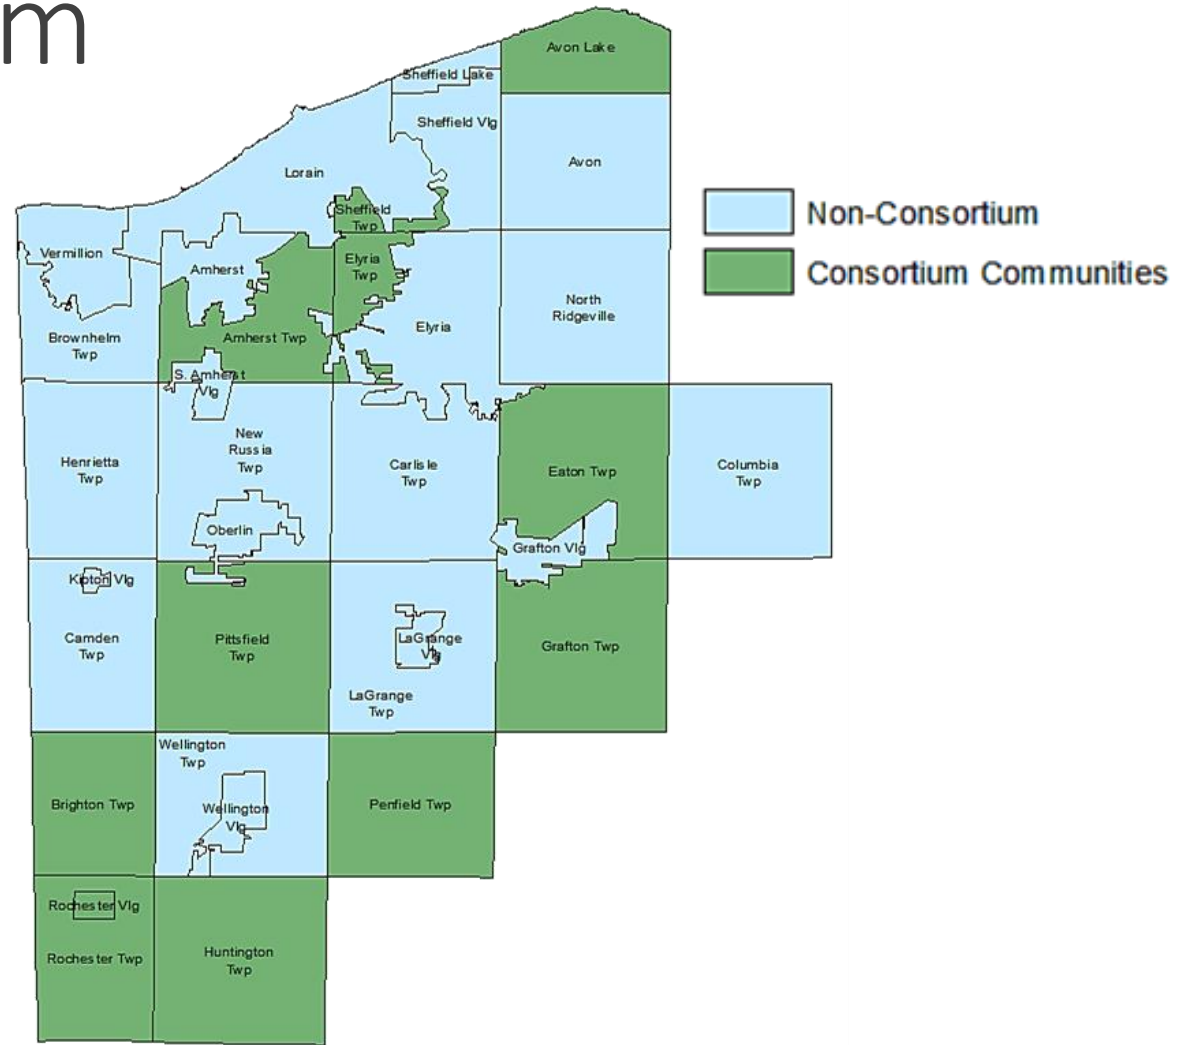 m
Avon Lake
Sheffield Lake
Sheffield Vlg
Avon
Lorain
Sheffield
Twp
Non-Consortium
Consortium Communities
Vermillion
Amherst
Elyria
Twp
North
Ridgeville
Elyria
Brownhelm
Twp
Amherst Twp
S. Amherst
Vlg
New
Russia
Twp
Henrietta
Twp
Carlisle
Twp
Eaton Twp
Columbia
Twp
Oberlin
Grafton Vlg
Kipton Vlg
Camden
Twp
Pittsfield
Twp
LaGrange
Vlg
Grafton Twp
LaGrange
Twp
Wellington
Twp
Brighton Twp
Wellington
Vlg
Penfield Twp
Rochester Vlg
Rochester Twp
Huntington
Twp